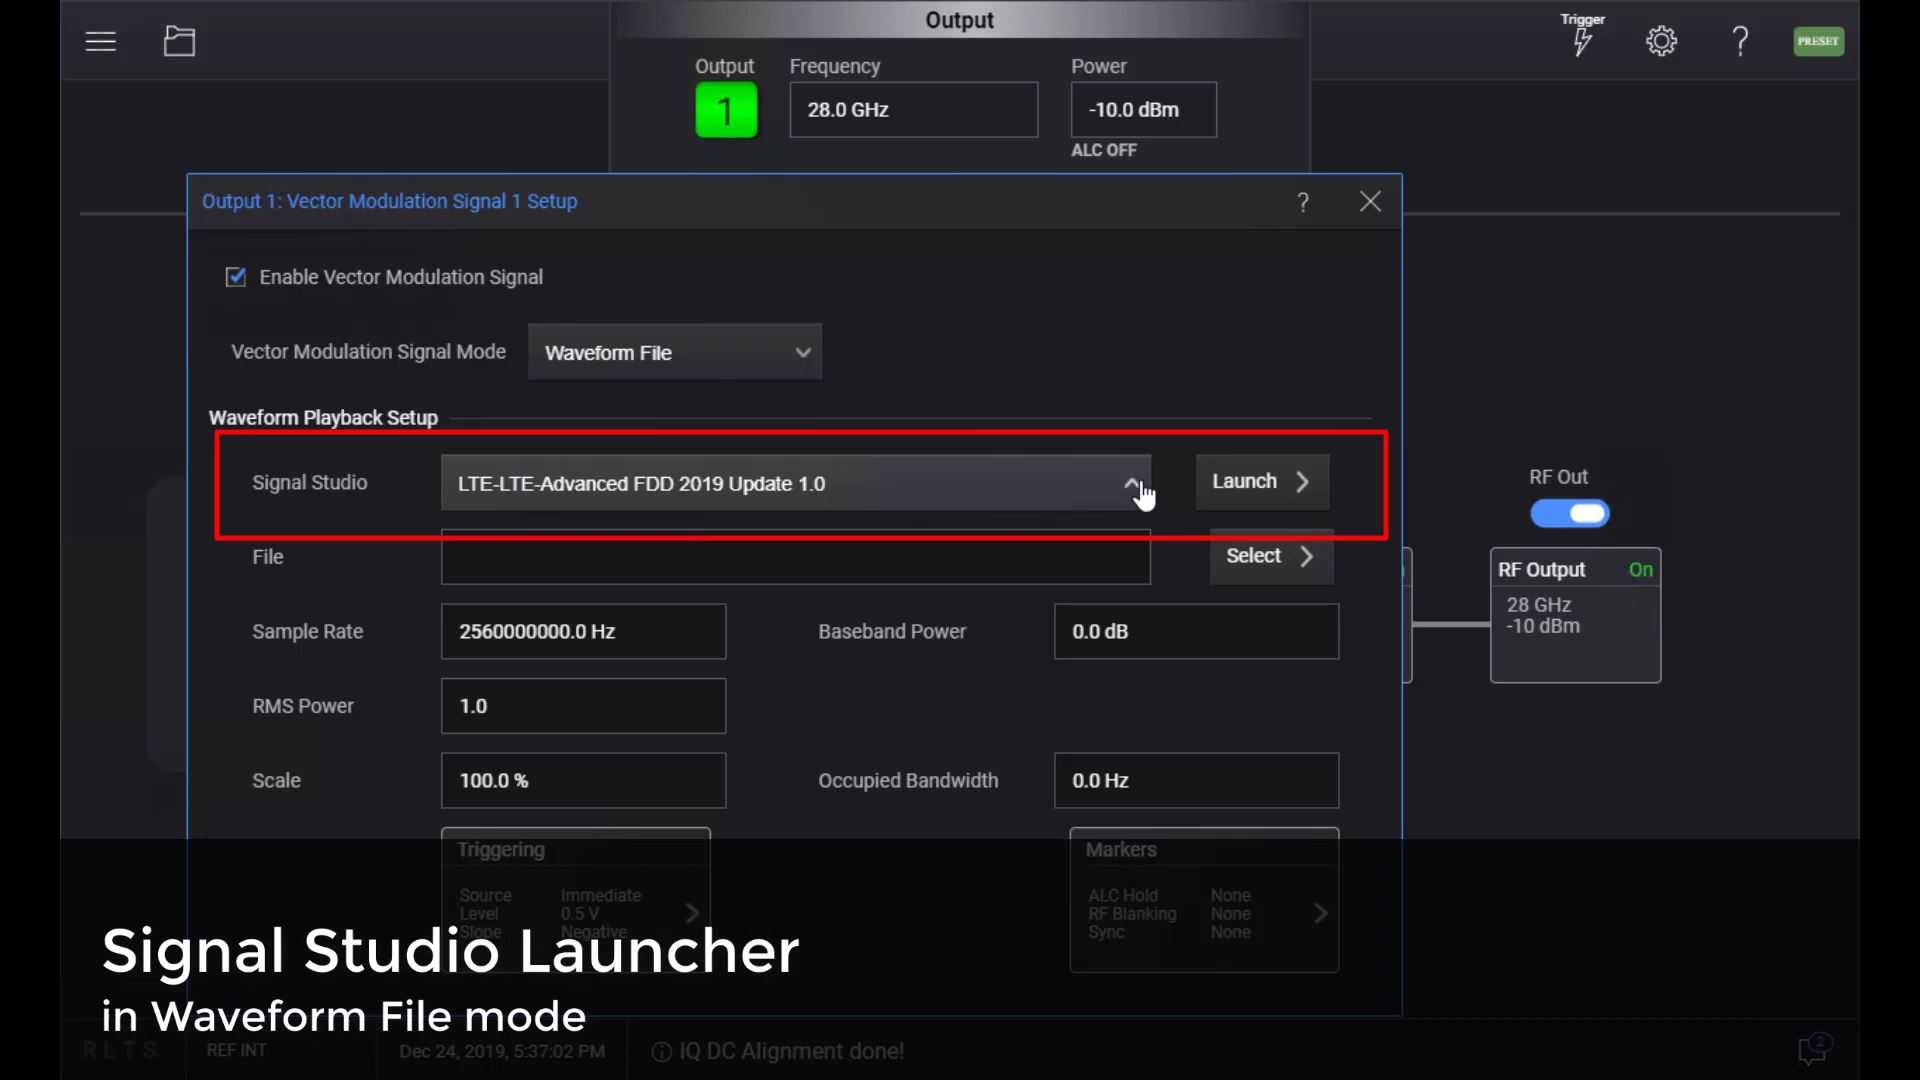 Output
Trigger
PRESET
Output
Frequency
Power
1
28.0 GHz
-10.0 dBm
ALC OFF
Output 1: Vector Modulation Signal 1 Setup
?
Enable Vector Modulation Signal
Vector Modulation Signal Mode
Waveform File
Waveform Playback Setup
Signal Studio
LTE-LTE-Advanced FDD 2019 Update 1.0
Launch
RF Out
File
Select
RF Output
On
28 GHz
-10 dBm
Sample Rate
2560000000.0 Hz
Baseband Power
0.0 dB
RMS Power
1.0
Scale
100.0 %
Occupied Bandwidth
0.0 Hz
Triggering
Source
Immediate
Level
0.5 V
Slope
Negative
Markers
ALC Hold
None
RF Blanking
None
Sync
None
Signal Studio Launcher
in Waveform File mode
R L T S
REF INT
Dec 24, 2019, 5:37:02 PM
IQ DC Alignment done!
2